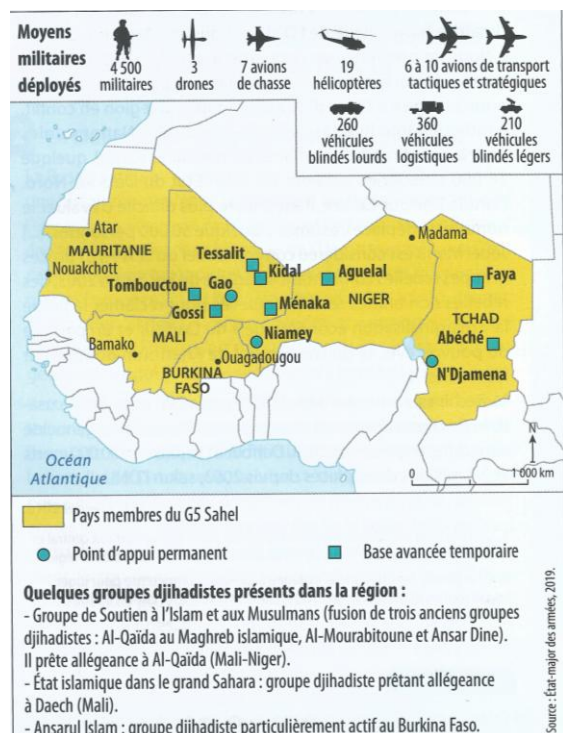 Moyens
militaires
déployés
4 500
militaires
3
drones
7 avions
de chasse
19
hélicoptères
6 à 10 avions de transport
tactiques et stratégiques
260
véhicules
blindés lourds
360
véhicules
logistiques
210
véhicules
blindés légers
Madama
Atar
MAURITANIE
Nouakchott
Tessalit
Kidal
Aguelal
Faya
Tombouctou
Gao
NIGER
TCHAD
Gossi
Ménaka
MALI
Niamey
Abéché
Bamako
Ouagadougou
BURKINA
FASO
N'Djamena
N
Océan
Atlantique
0 1 000 km
Pays membres du G5 Sahel
Point d'appui permanent
Base avancée temporaire
Quelques groupes djihadistes présents dans la région :
- Groupe de Soutien à l'Islam et aux Musulmans (fusion de trois anciens groupes
djihadistes : Al-Qaïda au Maghreb islamique, Al-Mourabitoune et Ansar Dine).
Il prête allégeance à Al-Qaïda (Mali-Niger).
- État islamique dans le grand Sahara : groupe djihadiste prêtant allégeance
à Daech (Mali).
- Ansarul Islam : groupe djihadiste particulièrement actif au Burkina Faso.
Source : État-major des armées, 2019.